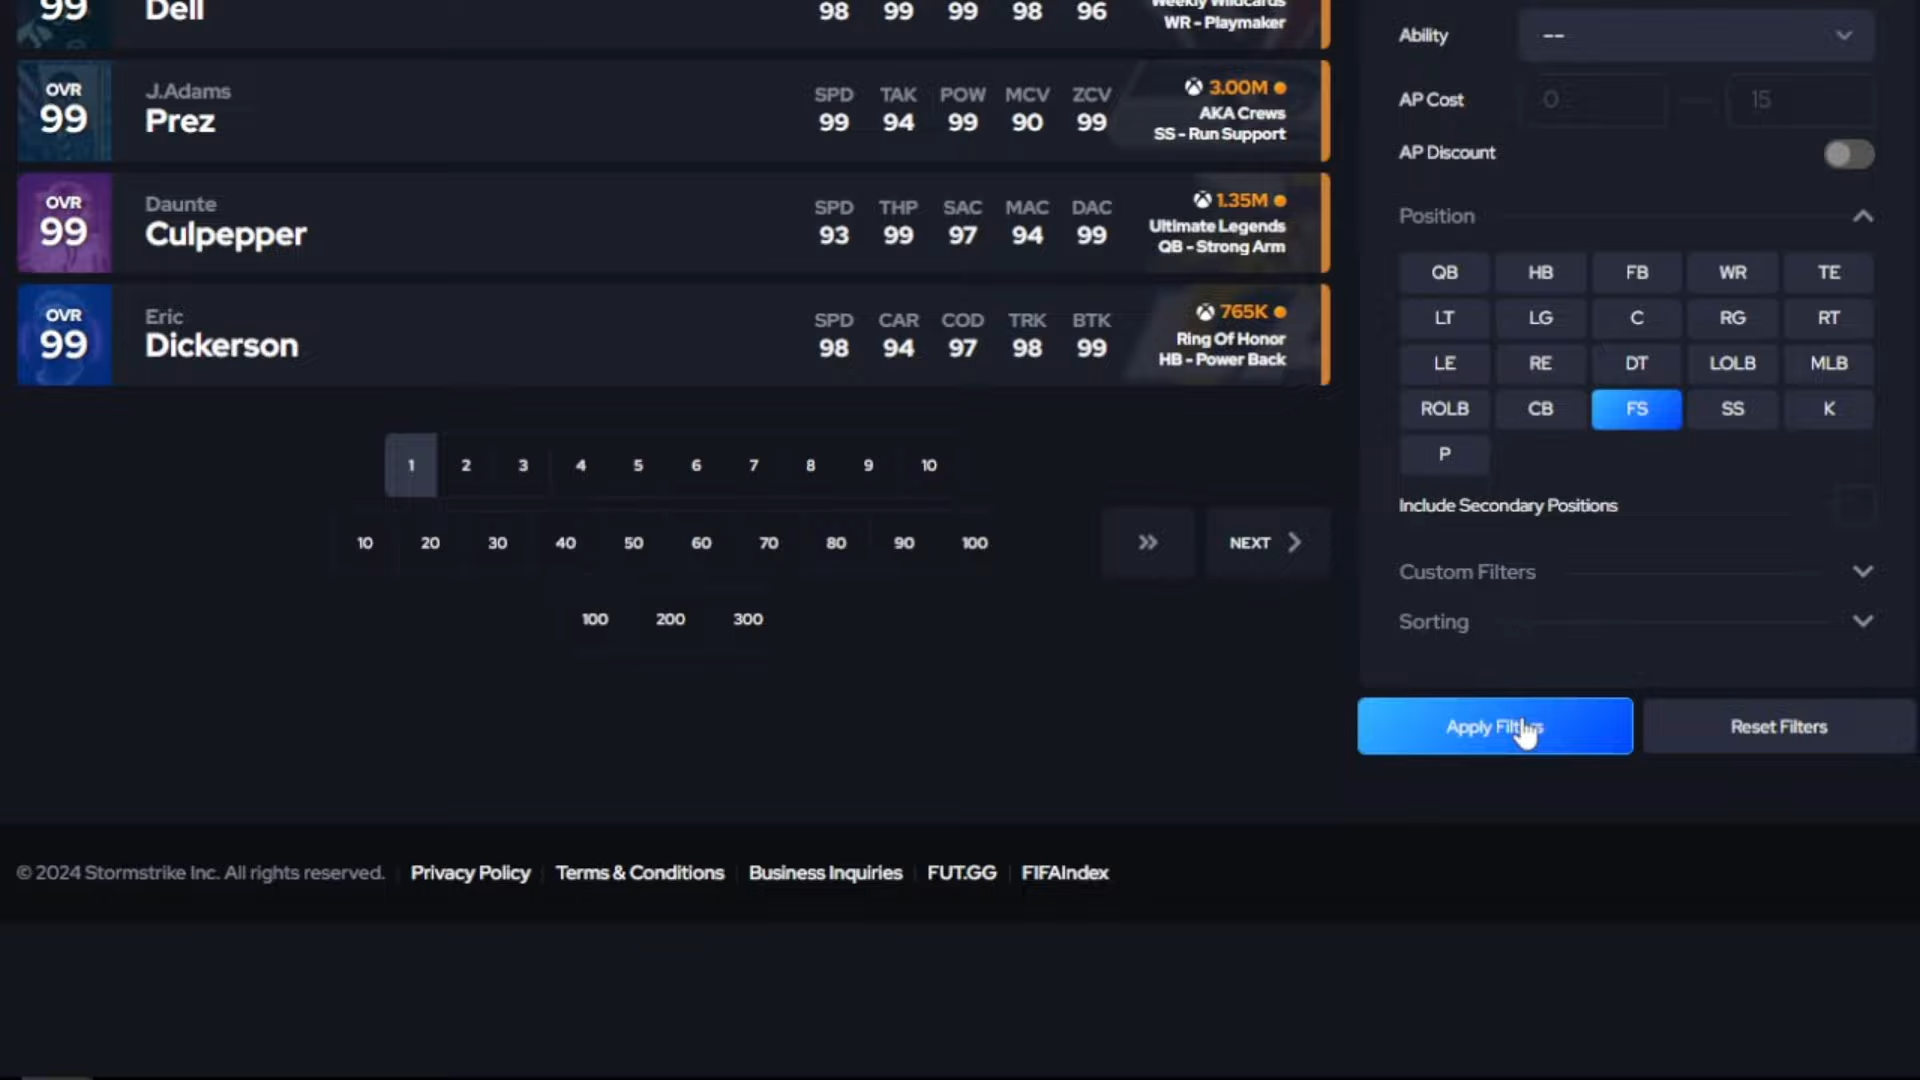 99
Dell
98 99 99 98 96
Weekly Wildcards
WR - Playmaker
OVR
99
J.Adams
Prez
SPD TAK POW MCV ZCV
99 94 99 90 99
3.00M
AKA Crews
SS - Run Support
OVR
99
Daunte
Culpepper
SPD THP SAC MAC DAC
93 99 97 94 99
1.35M
Ultimate Legends
QB - Strong Arm
OVR
99
Eric
Dickerson
SPD CAR COD TRK BTK
98 94 97 98 99
765K
Ring Of Honor
HB - Power Back
1 2 3 4 5 6 7 8 9 10
10 20 30 40 50 60 70 80 90 100
NEXT
100 200 300
Ability --
AP Cost 0 15
AP Discount
Position
QB HB FB WR TE
LT LG C RG RT
LE RE DT LOLB MLB
ROLB CB FS SS K
P
Include Secondary Positions
Custom Filters
Sorting
Apply Filters Reset Filters
© 2024 Stormstrike Inc. All rights reserved. Privacy Policy Terms & Conditions Business Inquiries FUT.GG FIFAIndex